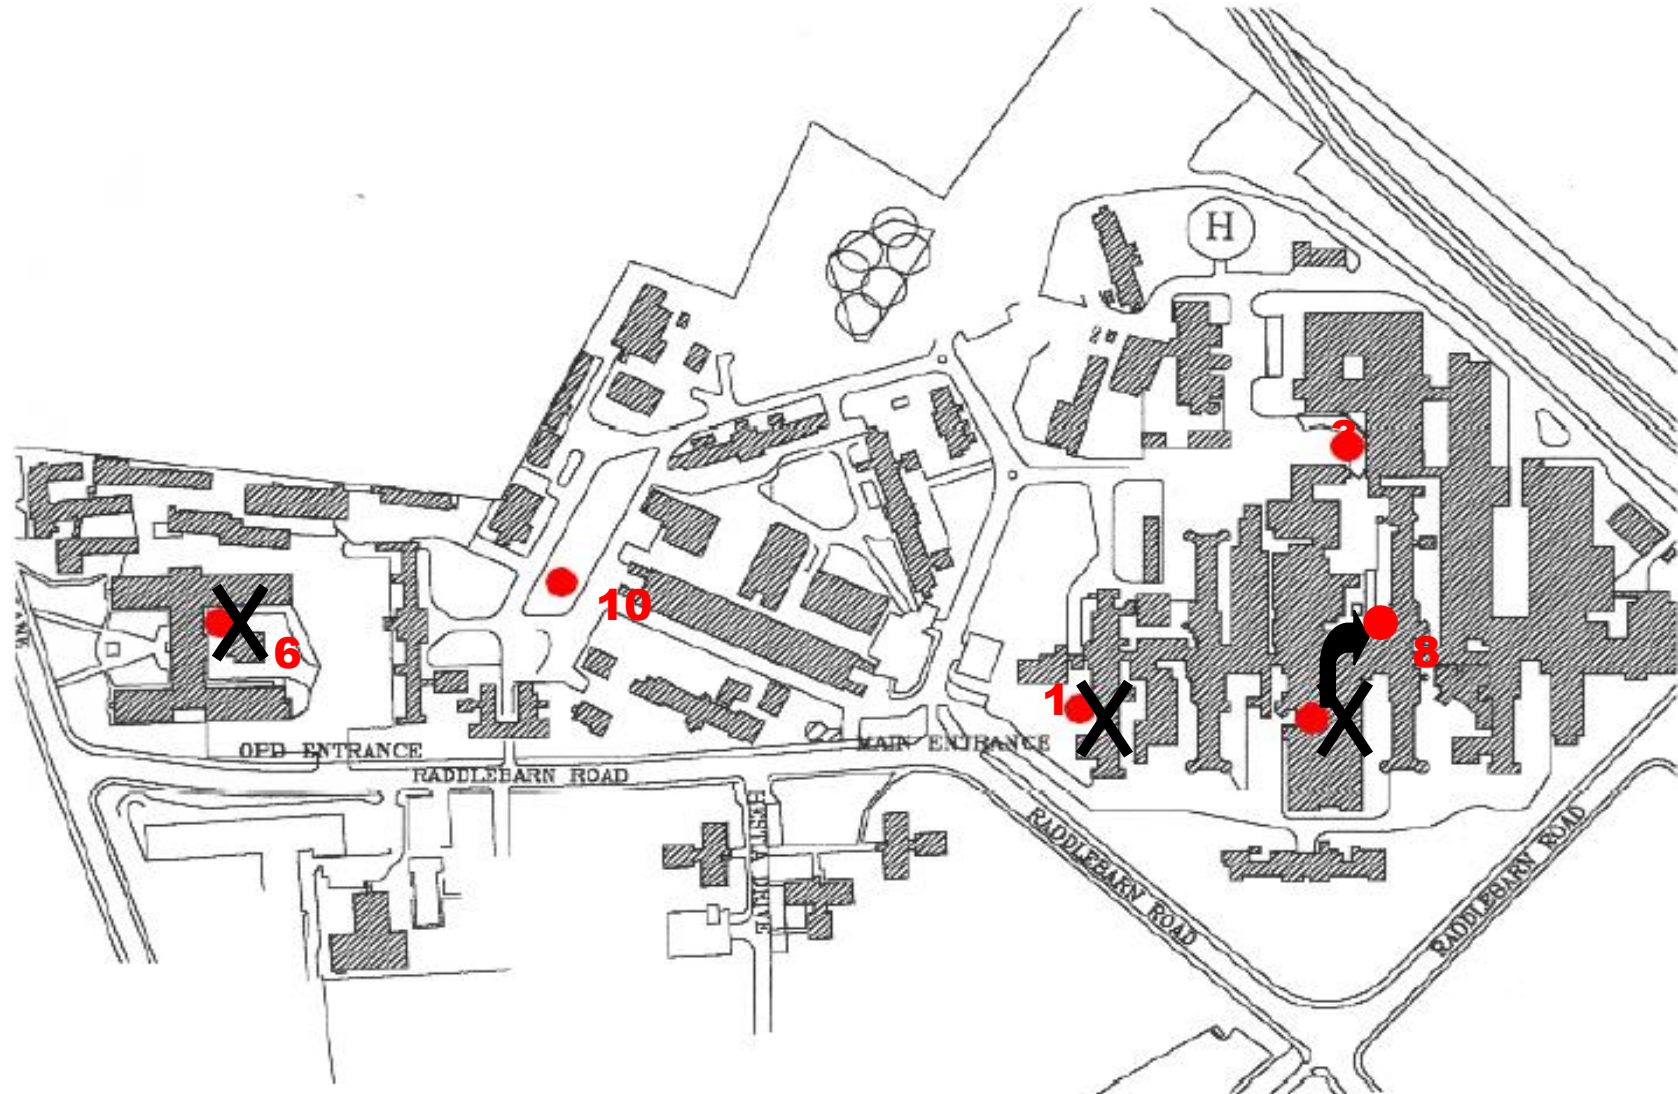 H
10
6
8
1
OPD ENTRANCE
MAIN ENTRANCE
RADDLEBARN ROAD
RADDLEBARN ROAD
RADDLEBARN ROAD